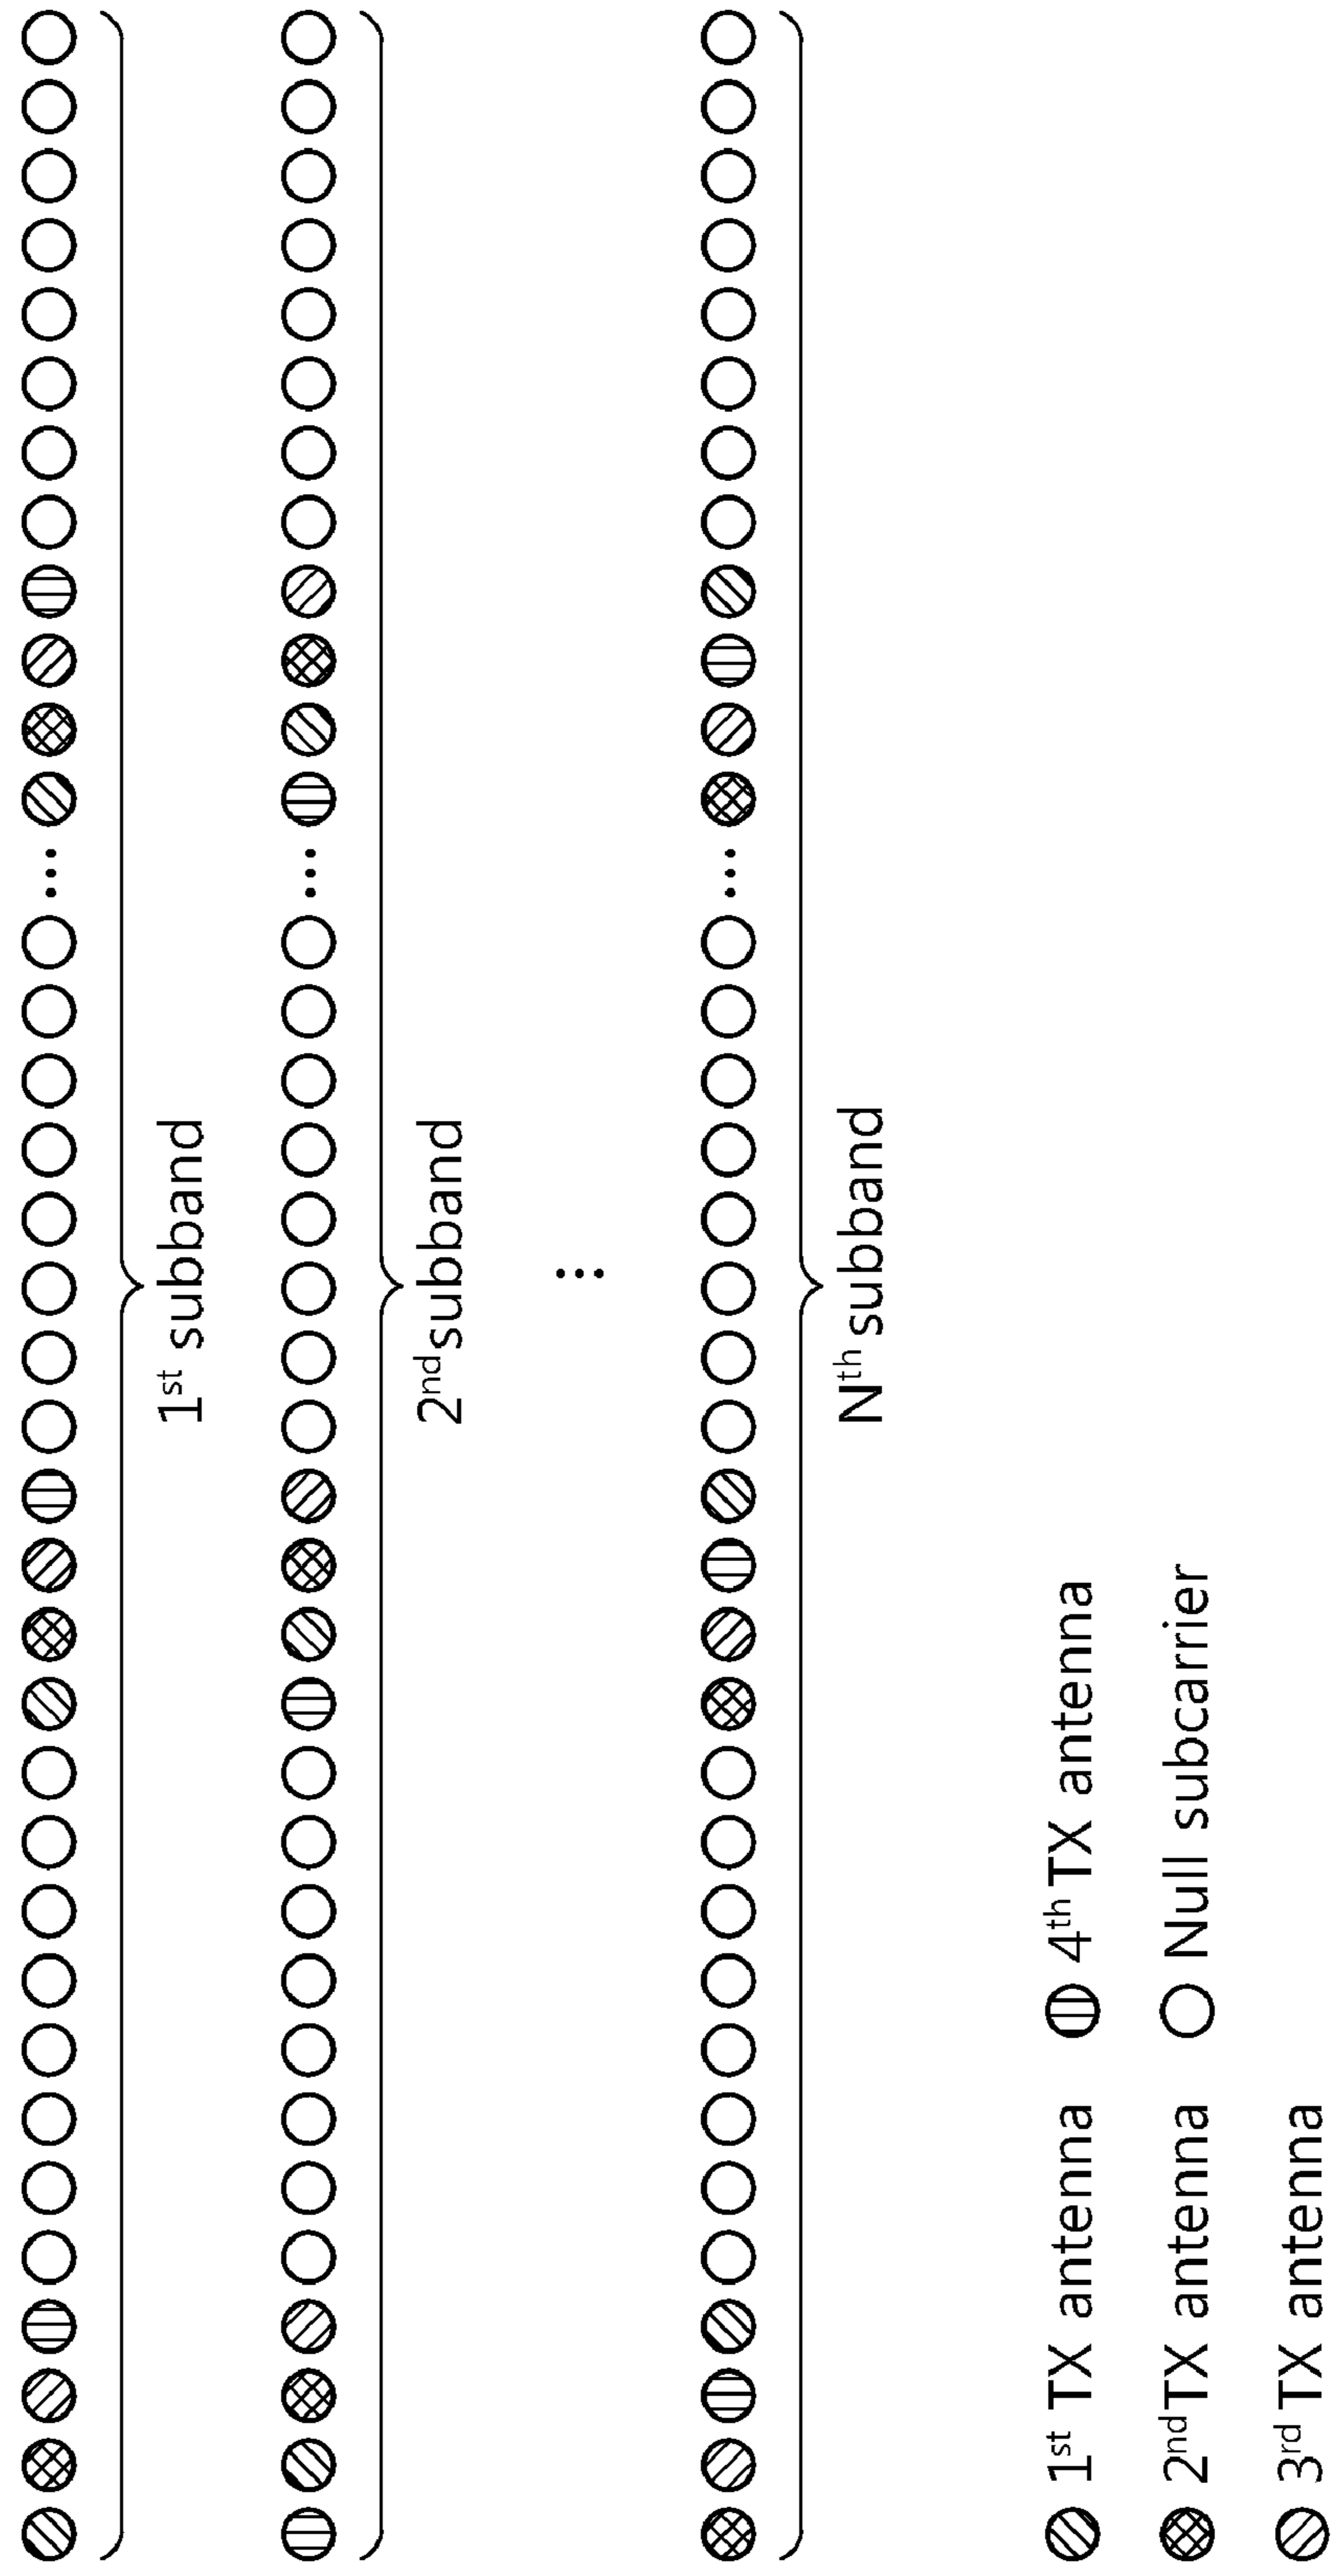 1st subband
2nd subband
Nth subband
1st TX antenna
4th TX antenna
2nd TX antenna
Null subcarrier
3rd TX antenna